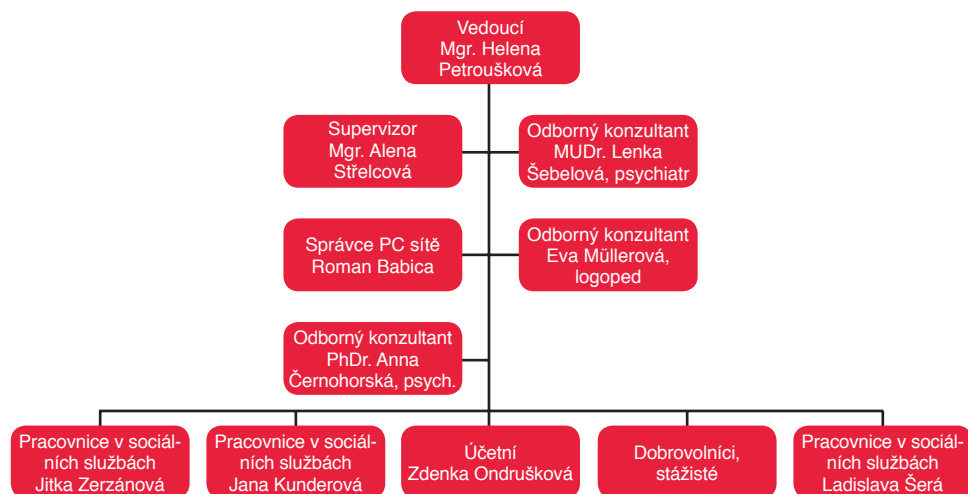 Vedoucí
Mgr. Helena
Petroušková
Supervizor
Mgr. Alena
Střelcová
Odborný konzultant
MUDr. Lenka
Šebelová, psychiatr
Správce PC sítě
Roman Babica
Odborný konzultant
Eva Müllerová,
logoped
Odborný konzultant
PhDr. Anna
Černohorská, psych.
Pracovnice v sociál-
ních službách
Jitka Zerzánová
Pracovnice v sociál-
ních službách
Jana Kunderová
Účetní
Zdenka Ondrušková
Dobrovolníci,
stážisté
Pracovnice v sociál-
ních službách
Ladislava Šerá